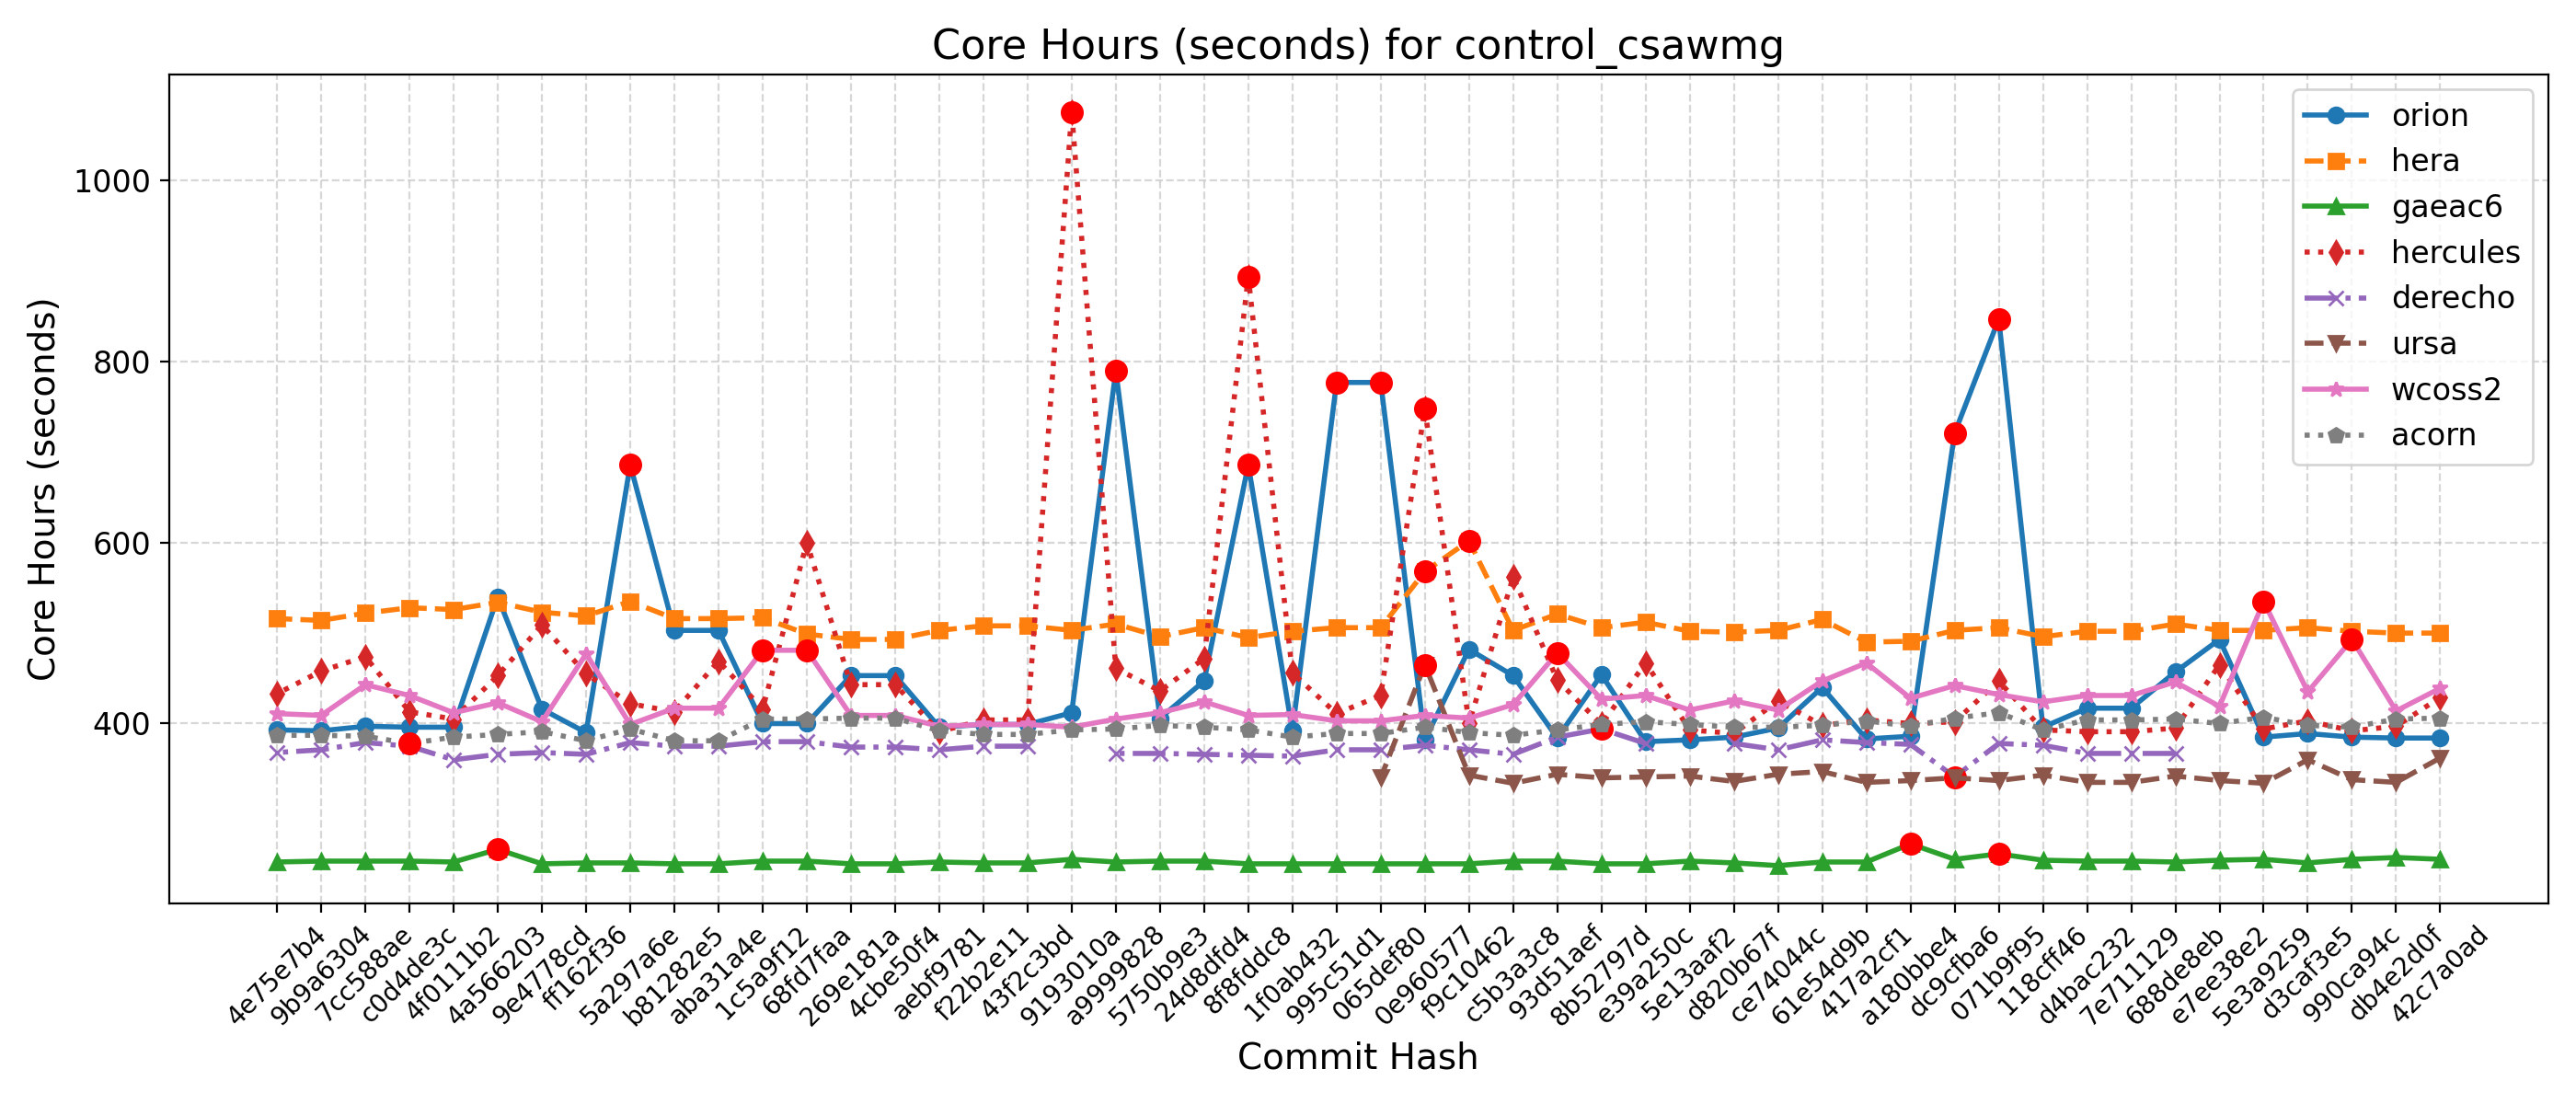 Core Hours (seconds) for control_csawmg
Core Hours (seconds)
1000
800
600
400
orion
hera
gaeac6
hercules
derecho
ursa
wcoss2
acorn
4e75e7b4
9b9a6304
7cc588ae
c0d4de3c
4f0111b2
4a566203
9e4778cd
ff162f36
5a297a6e
b81282e5
aba31a4e
1c5a9f12
68fd7faa
269e181a
4cbe50f4
aebf9781
f22b2e11
43f2c3bd
9193010a
a9999828
5750b9e3
24d8dfd4
8f8fddc8
1f0ab432
995c51d1
065def80
0e960577
f9c10462
c5b3a3c8
93d51aef
8b52797d
e39a250c
5e13aaf2
d820b67f
ce74044c
61e54d9b
417a2cf1
a180bbe4
dc9cfba6
071b9f95
118cff46
d4bac232
7e711129
688de8eb
e7ee38e2
5e3a9259
d3caf3e5
990ca94c
db4e2d0f
42c7a0ad
Commit Hash